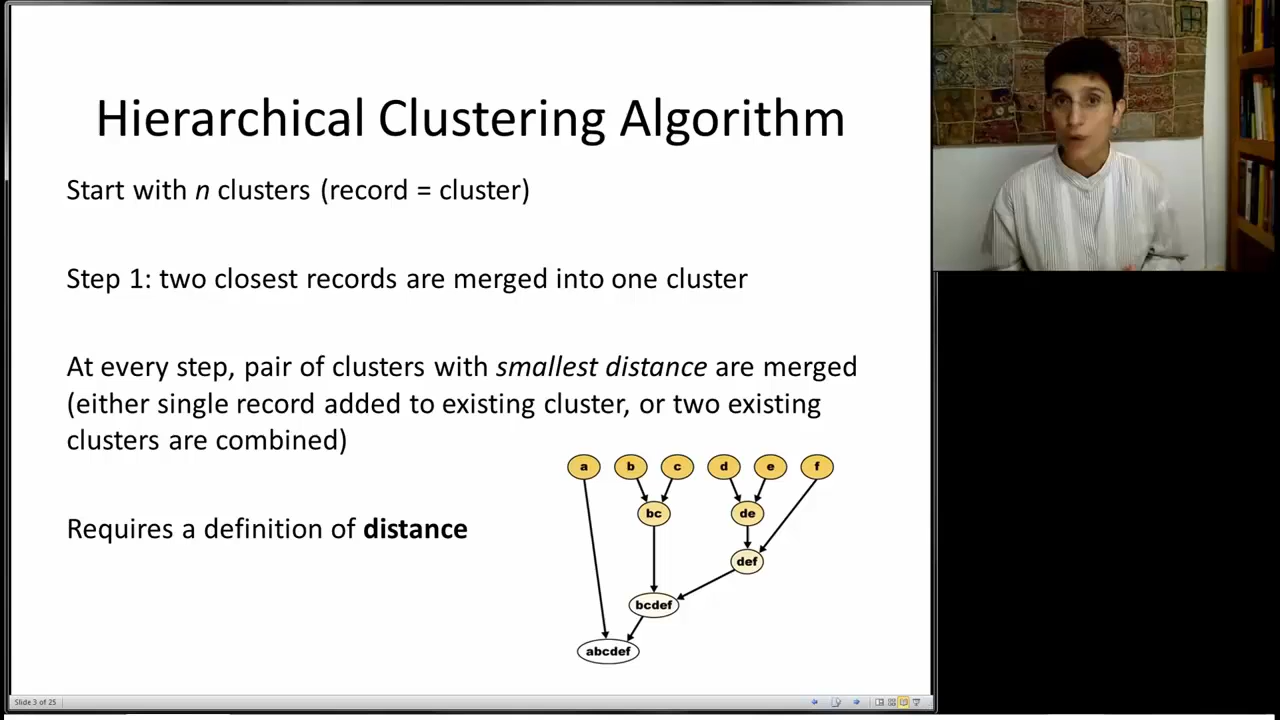 Hierarchical Clustering Algorithm
Start with n clusters (record = cluster)
Step 1: two closest records are merged into one cluster
At every step, pair of clusters with smallest distance are merged
(either single record added to existing cluster, or two existing
clusters are combined)
Requires a definition of distance
a b c d e f
bc de
def
bcdef
abcdef
Slide 3 of 25